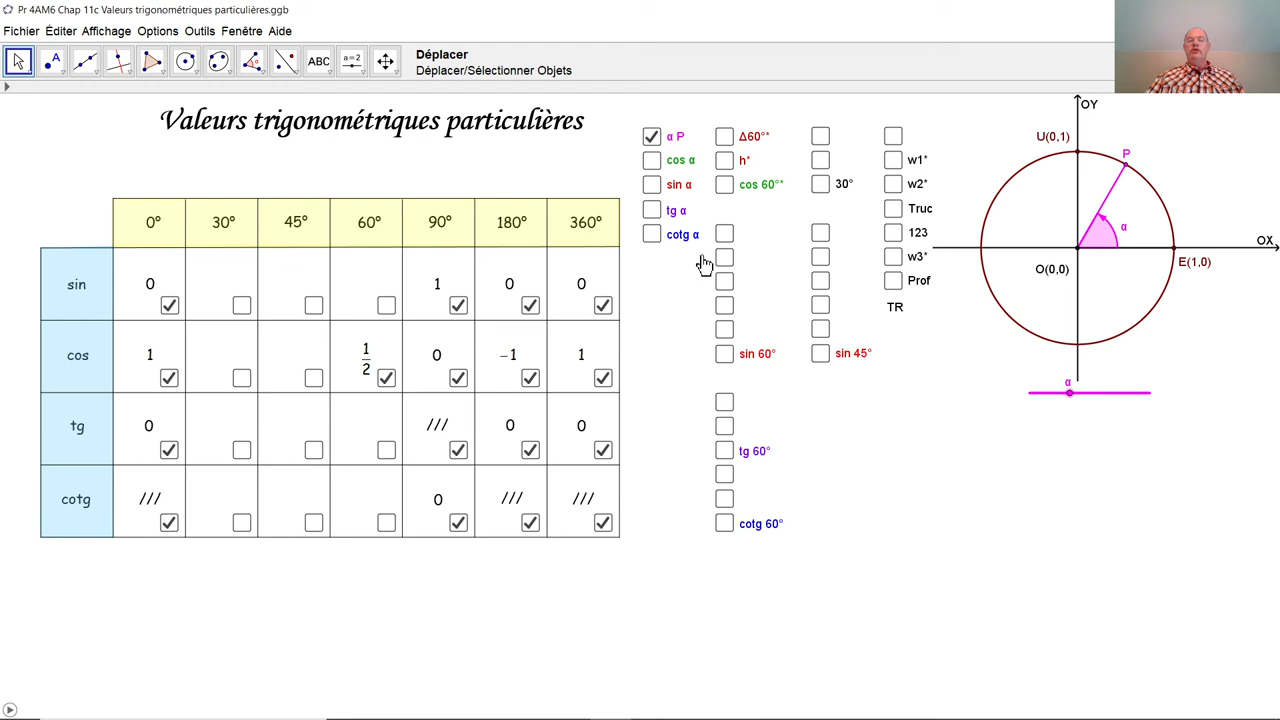 Pr 4AM6 Chap 11c Valeurs trigonométriques particulières.ggb
Fichier Éditer Affichage Options Outils Fenêtre Aide
A
ABC
a=2
Déplacer
Déplacer/Sélectionner Objets
Valeurs trigonométriques particulières
0° 30° 45° 60° 90° 180° 360°
sin 0 1 0 0
cos 1 1/2 0 −1 1
tg 0 /// 0 0
cotg /// 0 /// ///
α P
cos α
sin α
tg α
cotg α
Δ60°*
h*
cos 60°*
sin 60°
tg 60°
cotg 60°
30°
sin 45°
w1*
w2*
Truc
123
w3*
Prof
TR
OY
U(0,1)
P
α
OX
O(0,0)
E(1,0)
α